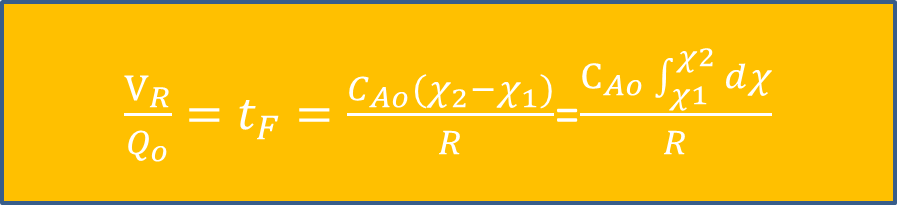 V_R/Q_o = t_F = C_Ao(χ_2−χ_1)/R = C_Ao ∫_χ1^χ2 dχ/R